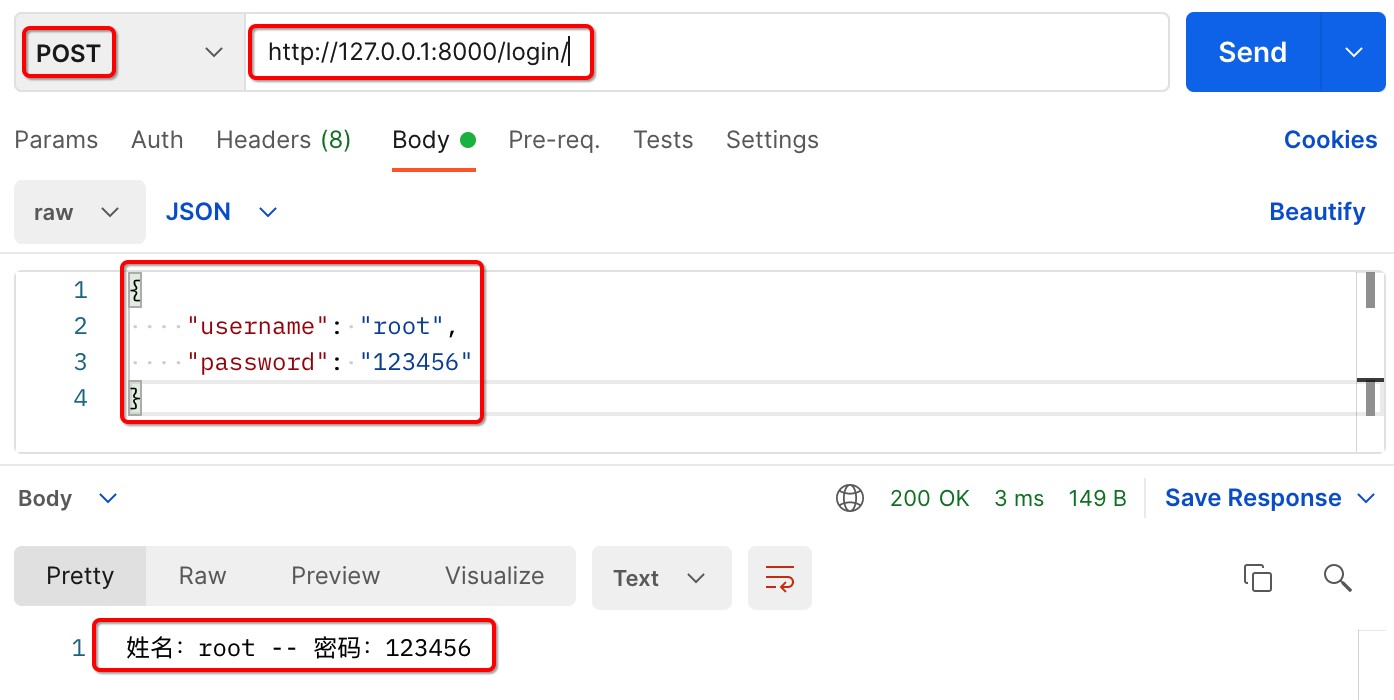 POST http://127.0.0.1:8000/login/ Send
Params Auth Headers (8) Body Pre-req. Tests Settings Cookies
raw JSON Beautify
1 {
2 "username": "root",
3 "password": "123456"
4 }
Body 200 OK 3 ms 149 B Save Response
Pretty Raw Preview Visualize Text
1 姓名：root -- 密码：123456